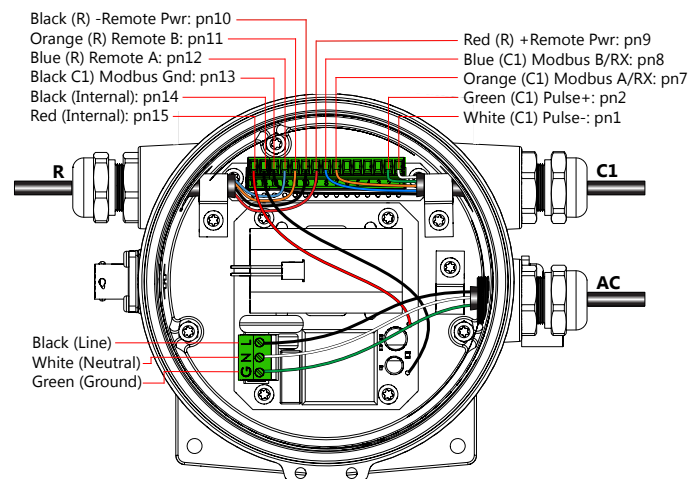 Black (R) -Remote Pwr: pn10
Orange (R) Remote B: pn11
Blue (R) Remote A: pn12
Black C1) Modbus Gnd: pn13
Black (Internal): pn14
Red (Internal): pn15
Red (R) +Remote Pwr: pn9
Blue (C1) Modbus B/RX: pn8
Orange (C1) Modbus A/RX: pn7
Green (C1) Pulse+: pn2
White (C1) Pulse-: pn1
R
C1
AC
Black (Line)
White (Neutral)
Green (Ground)
L
N
G